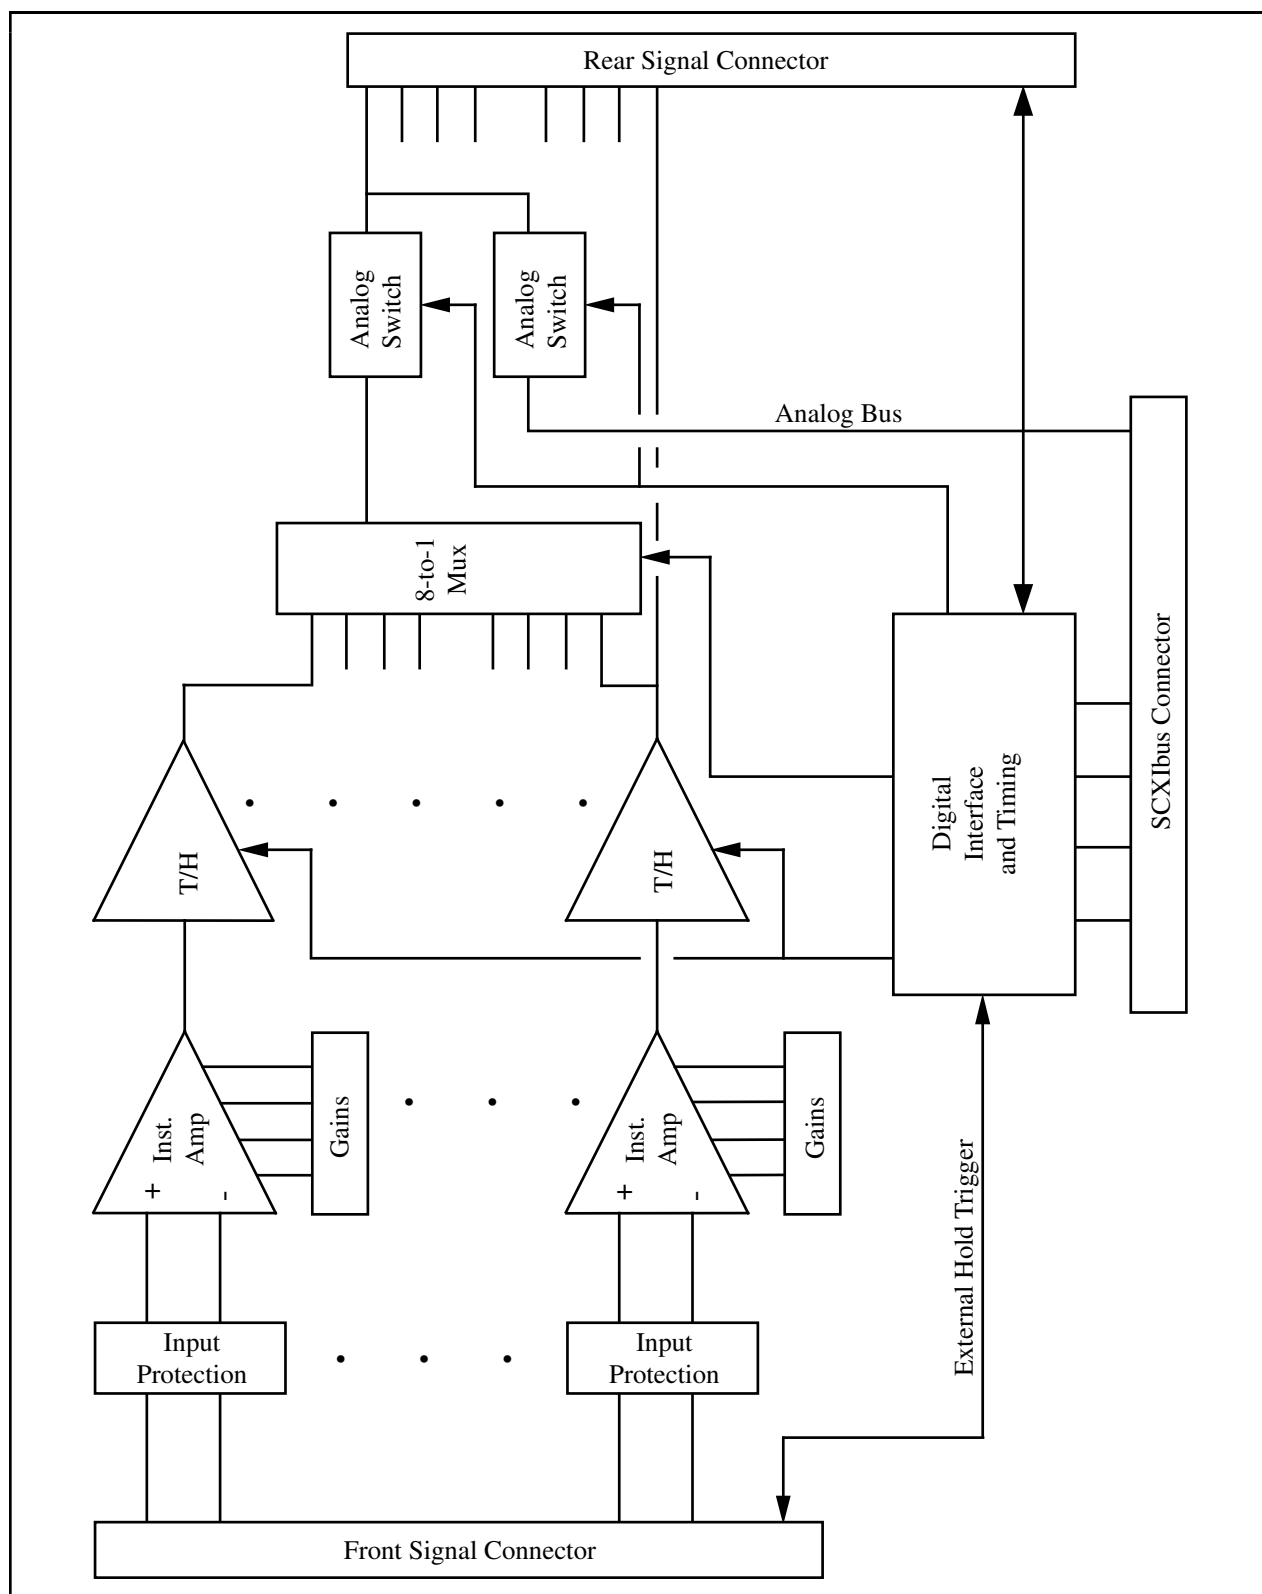 Rear Signal Connector
Analog
Switch
Analog
Switch
Analog Bus
8-to-1
Mux
SCXIbus Connector
Digital
Interface
and Timing
T/H
T/H
Inst.
Amp
+
-
Gains
Inst.
Amp
+
-
Gains
External Hold Trigger
Input
Protection
Input
Protection
Front Signal Connector